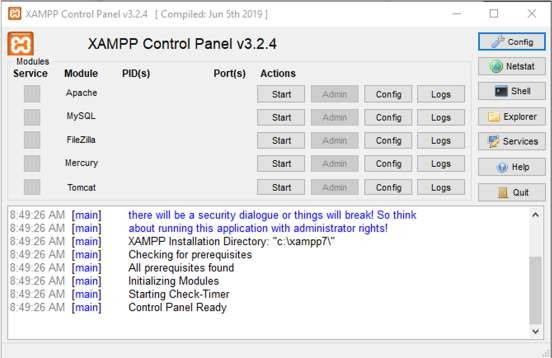 XAMPP Control Panel v3.2.4 [ Compiled: Jun 5th 2019 ]
XAMPP Control Panel v3.2.4
Config
Modules
Service Module PID(s) Port(s) Actions
Netstat
Apache Start Admin Config Logs
Shell
MySQL Start Admin Config Logs
Explorer
FileZilla Start Admin Config Logs
Services
Mercury Start Admin Config Logs
Help
Tomcat Start Admin Config Logs
Quit
8:49:26 AM [main] there will be a security dialogue or things will break! So think
8:49:26 AM [main] about running this application with administrator rights!
8:49:26 AM [main] XAMPP Installation Directory: "c:\xampp7\"
8:49:26 AM [main] Checking for prerequisites
8:49:26 AM [main] All prerequisites found
8:49:26 AM [main] Initializing Modules
8:49:26 AM [main] Starting Check-Timer
8:49:26 AM [main] Control Panel Ready